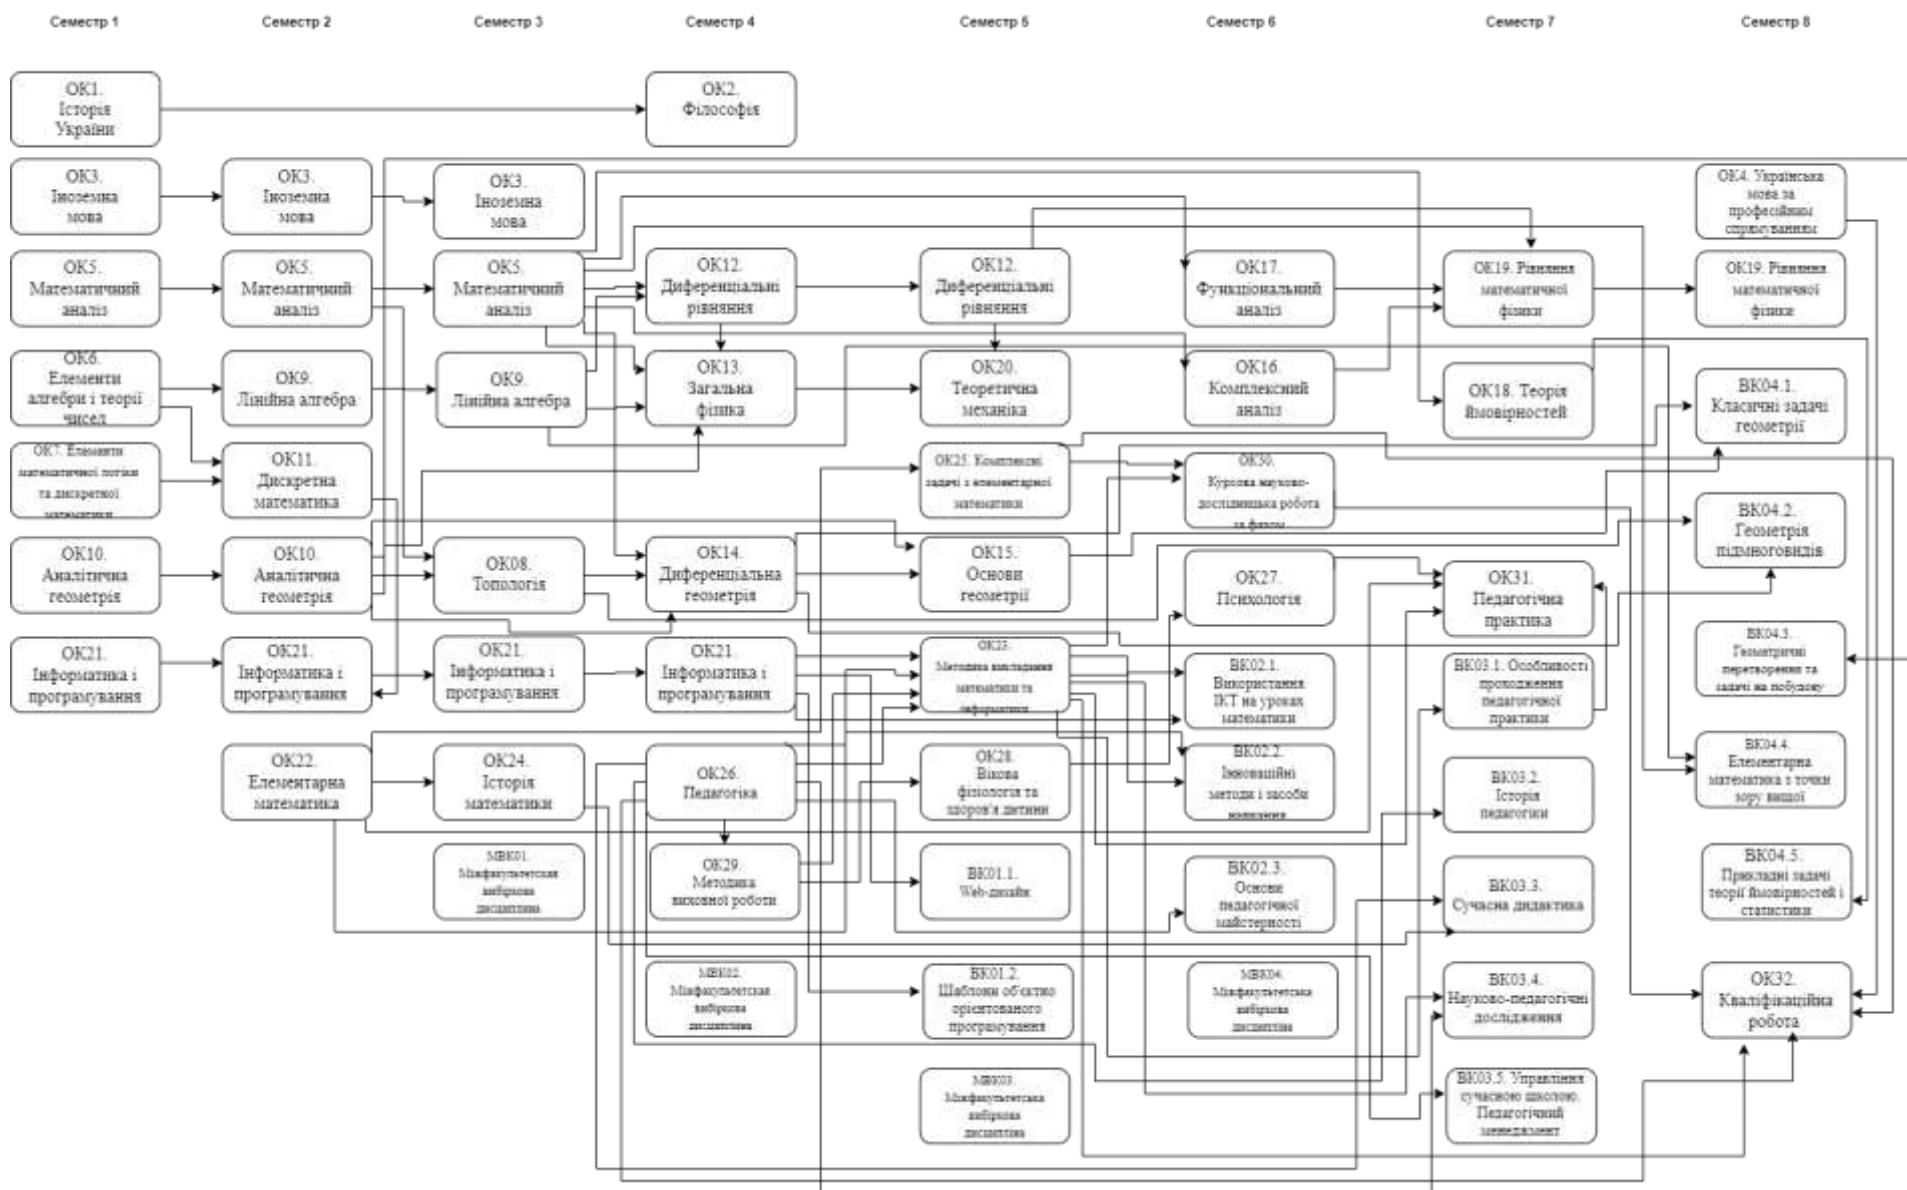 Семестр 1
Семестр 2
Семестр 3
Семестр 4
Семестр 5
Семестр 6
Семестр 7
Семестр 8
ОК1.
Історія
України
ОК2.
Філософія
ОК3.
Іноземна
мова
ОК3.
Іноземна
мова
ОК3.
Іноземна
мова
ОК4. Українська
мова за
професійним
спрямуванням
ОК5.
Математичний
аналіз
ОК5.
Математичний
аналіз
ОК5.
Математичний
аналіз
ОК12.
Диференціальні
рівняння
ОК12.
Диференціальні
рівняння
ОК17.
Функціональний
аналіз
ОК19. Рівняння
математичної
фізики
ОК19. Рівняння
математичної
фізики
ОК6.
Елементи
алгебри і теорії
чисел
ОК9.
Лінійна алгебра
ОК9.
Лінійна алгебра
ОК13.
Загальна
фізика
ОК20.
Теоретична
механіка
ОК16.
Комплексний
аналіз
ОК18. Теорія
ймовірностей
ВК04.1.
Класичні задачі
геометрії
ОК7. Елементи
математичної логіки
та дискретної
математики
ОК11.
Дискретна
математика
ОК25. Комплексні
задачі з елементарної
математики
ОК30.
Курсова науково-
дослідницька робота
за фахом
ВК04.2.
Геометрія
підмноговидів
ОК10.
Аналітична
геометрія
ОК10.
Аналітична
геометрія
ОК08.
Топологія
ОК14.
Диференціальна
геометрія
ОК15.
Основи
геометрії
ОК27.
Психологія
ОК31.
Педагогічна
практика
ВК04.3.
Геометричні
перетворення та
задачі на побудову
ОК21.
Інформатика і
програмування
ОК21.
Інформатика і
програмування
ОК21.
Інформатика і
програмування
ОК21.
Інформатика і
програмування
ОК23.
Методика викладання
математики та
інформатики
ВК02.1.
Використання
ІКТ на уроках
математики
ВК03.1. Особливості
проходження
педагогічної
практики
ВК04.4.
Елементарна
математика з точки
зору вищої
ОК22.
Елементарна
математика
ОК24.
Історія
математики
ОК26.
Педагогіка
ОК28.
Вікова
фізіологія та
здоров'я дитини
ВК02.2.
Інноваційні
методи і засоби
навчання
ВК03.2.
Історія
педагогіки
МВК01.
Міжфакультетская
вибіркова
дисципліна
ОК29.
Методика
виховної роботи
ВК01.1.
Web-дизайн
ВК02.3.
Основи
педагогічної
майстерності
ВК03.3.
Сучасна дидактика
ВК04.5.
Прикладні задачі
теорії ймовірностей і
статистики
МВК02.
Міжфакультетская
вибіркова
дисципліна
ВК01.2.
Шаблони об'єктно
орієнтованого
програмування
МВК04.
Міжфакультетська
вибіркова
дисципліна
ВК03.4.
Науково-педагогічні
дослідження
ОК32.
Кваліфікаційна
робота
МВК03.
Міжфакультетська
вибіркова
дисципліна
ВК03.5. Управління
сучасною школою.
Педагогічний
менеджмент